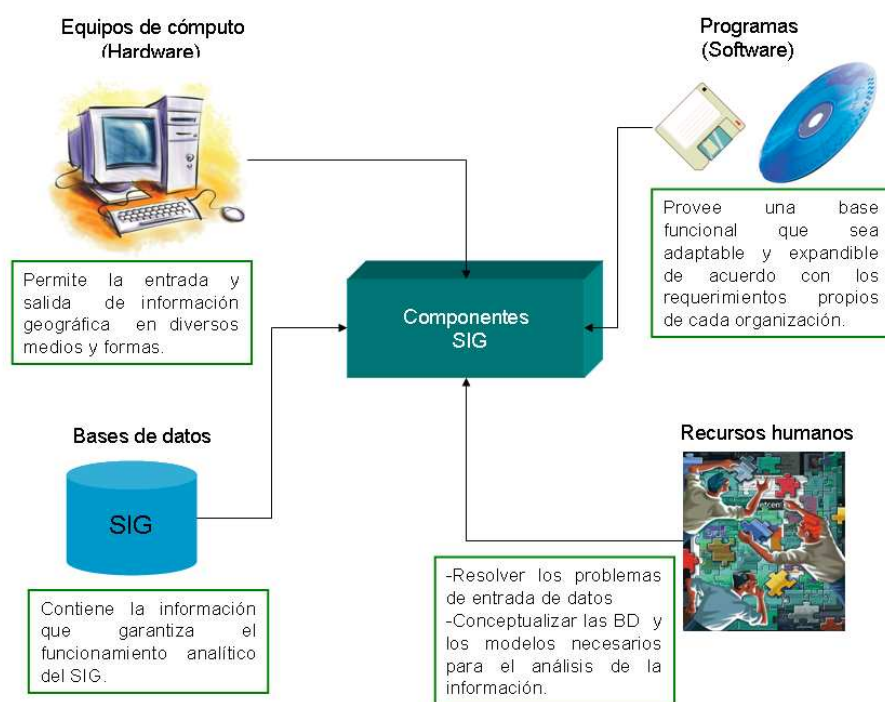 Equipos de cómputo
(Hardware)
Permite la entrada y
salida de información
geográfica en diversos
medios y formas.
Programas
(Software)
Provee una base
funcional que sea
adaptable y expandible
de acuerdo con los
requerimientos propios
de cada organización.
Componentes
SIG
Bases de datos
SIG
Contiene la información
que garantiza el
funcionamiento analítico
del SIG.
Recursos humanos
-Resolver los problemas
de entrada de datos
-Conceptualizar las BD y
los modelos necesarios
para el análisis de la
información.